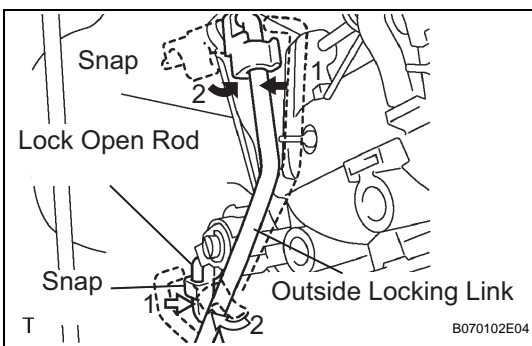 Snap
1
2
Lock Open Rod
Snap
1
Outside Locking Link
2
T
B070102E04